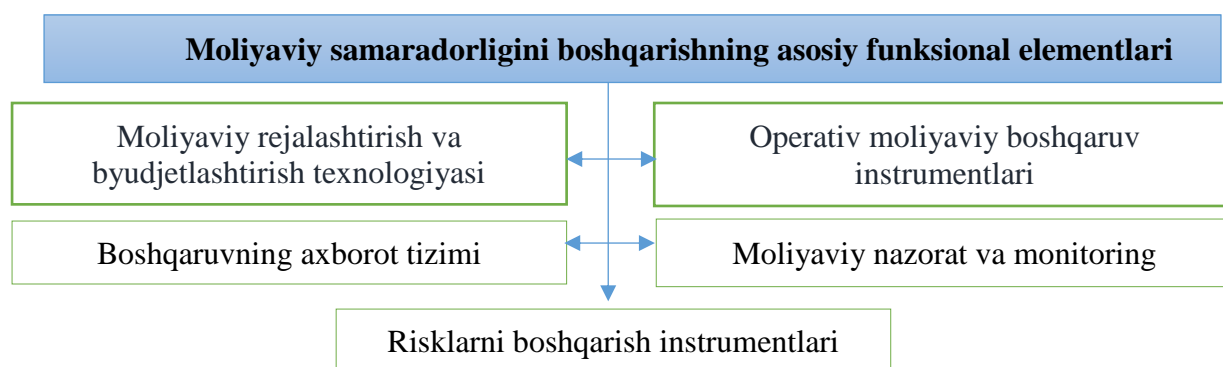 Moliyaviy samaradorligini boshqarishning asosiy funksional elementlari
Moliyaviy rejalashtirish va
byudjetlashtirish texnologiyasi
Operativ moliyaviy boshqaruv
instrumentlari
Boshqaruvning axborot tizimi
Moliyaviy nazorat va monitoring
Risklarni boshqarish instrumentlari